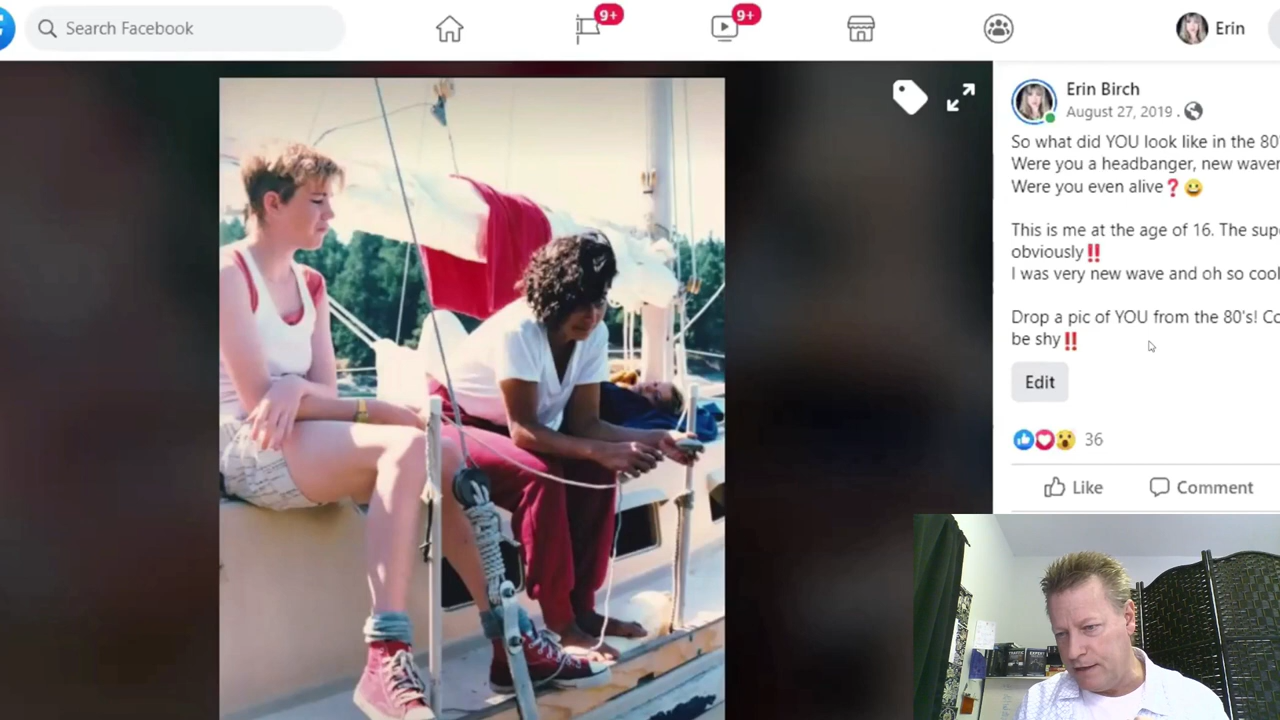 Search Facebook
9+
9+
Erin
Erin Birch
August 27, 2019 .
So what did YOU look like in the 80'
Were you a headbanger, new waver
Were you even alive❓😀
This is me at the age of 16. The sup
obviously‼️
I was very new wave and oh so cool
Drop a pic of YOU from the 80's! Co
be shy‼️
Edit
36
Like
Comment